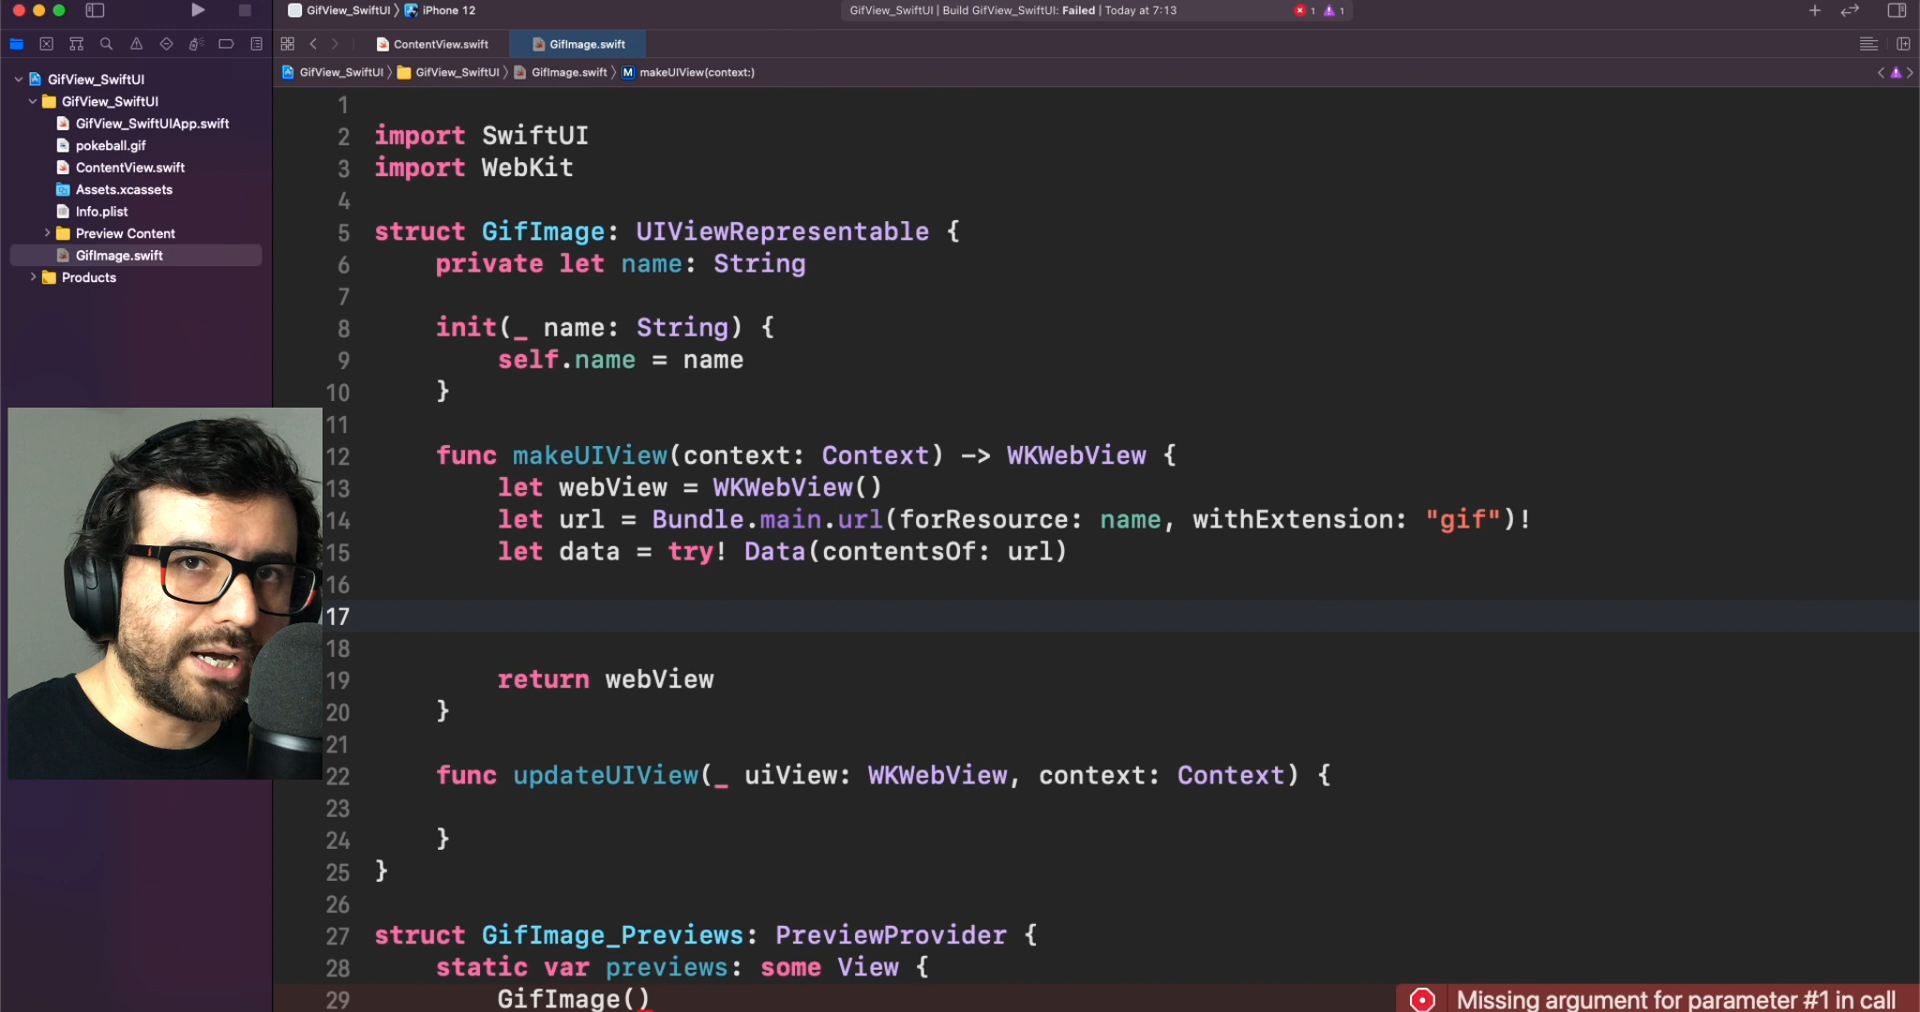 GifView_SwiftUI
iPhone 12
GifView_SwiftUI | Build GifView_SwiftUI: Failed | Today at 7:13
1
1
ContentView.swift
GifImage.swift
GifView_SwiftUI
GifView_SwiftUI
GifImage.swift
M
makeUIView(context:)
GifView_SwiftUI
GifView_SwiftUI
GifView_SwiftUIApp.swift
pokeball.gif
ContentView.swift
Assets.xcassets
Info.plist
Preview Content
GifImage.swift
Products
1
2 import SwiftUI
3 import WebKit
4
5 struct GifImage: UIViewRepresentable {
6 private let name: String
7
8 init(_ name: String) {
9 self.name = name
10 }
11
12 func makeUIView(context: Context) -> WKWebView {
13 let webView = WKWebView()
14 let url = Bundle.main.url(forResource: name, withExtension: "gif")!
15 let data = try! Data(contentsOf: url)
16
17
18
19 return webView
20 }
21
22 func updateUIView(_ uiView: WKWebView, context: Context) {
23
24 }
25 }
26
27 struct GifImage_Previews: PreviewProvider {
28 static var previews: some View {
29 GifImage()
Missing argument for parameter #1 in call